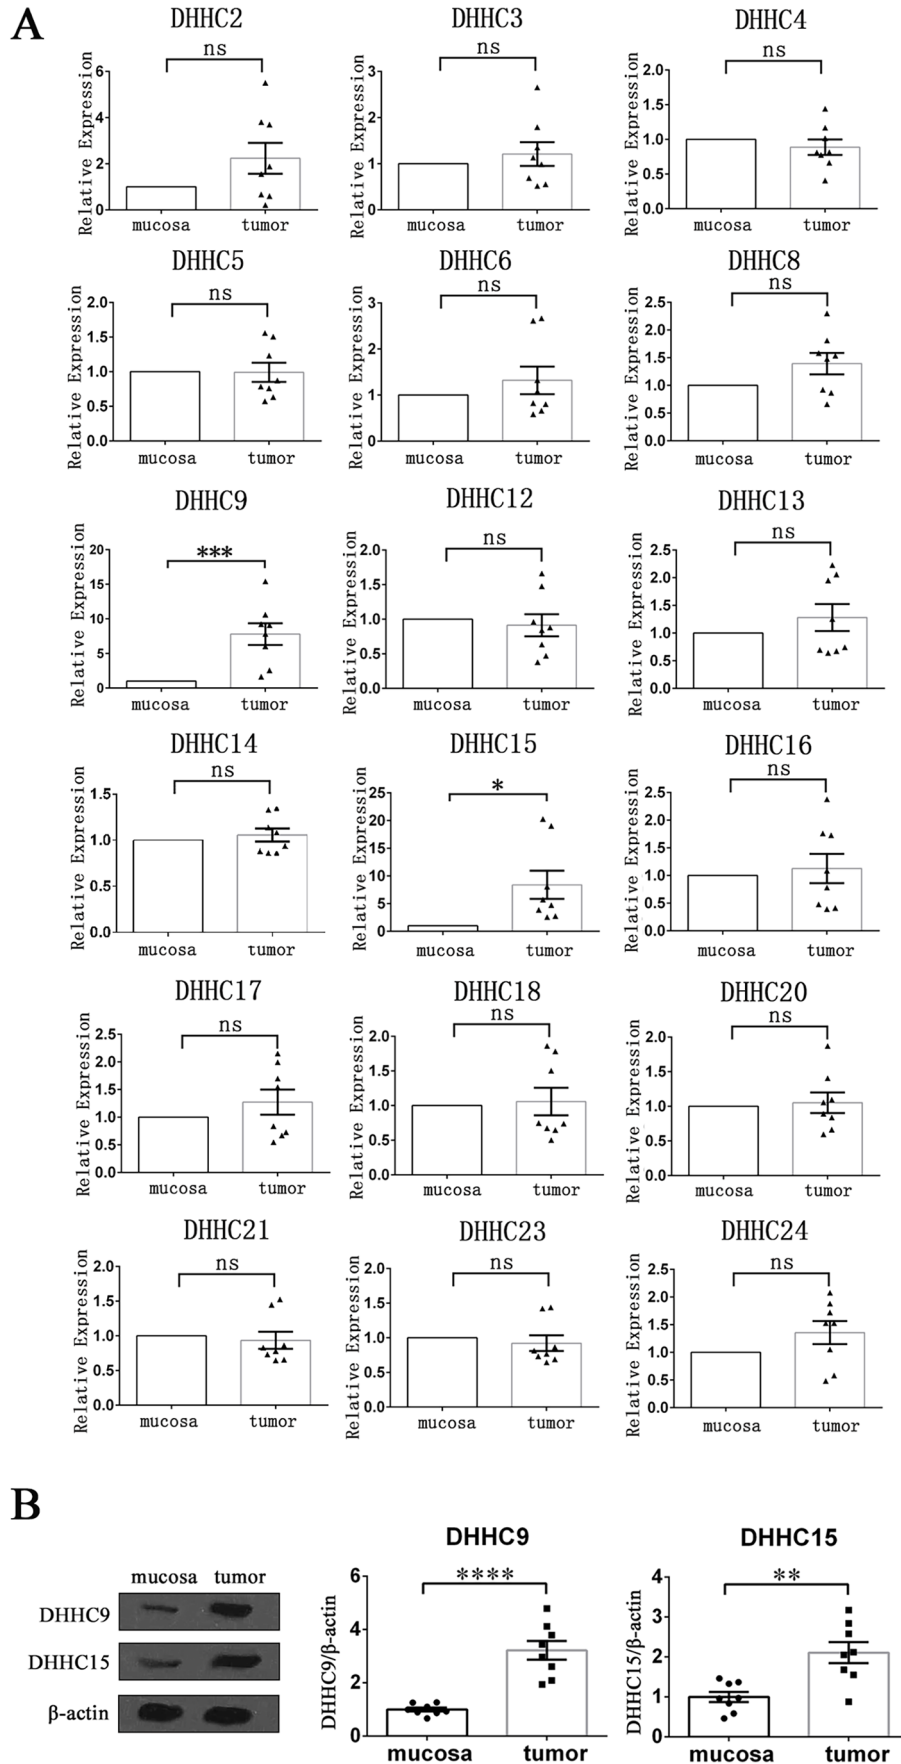 A
DHHC2
DHHC3
DHHC4
ns
ns
ns
Relative Expression
6
4
2
0
mucosa
tumor
Relative Expression
3
2
1
0
mucosa
tumor
Relative Expression
2.0
1.5
1.0
0.5
0.0
mucosa
tumor
DHHC5
DHHC6
DHHC8
ns
ns
ns
Relative Expression
2.0
1.5
1.0
0.5
0.0
mucosa
tumor
Relative Expression
3
2
1
0
mucosa
tumor
Relative Expression
2.5
2.0
1.5
1.0
0.5
0.0
mucosa
tumor
DHHC9
DHHC12
DHHC13
***
ns
ns
Relative Expression
20
15
10
5
0
mucosa
tumor
Relative Expression
2.0
1.5
1.0
0.5
0.0
mucosa
tumor
Relative Expression
2.5
2.0
1.5
1.0
0.5
0.0
mucosa
tumor
DHHC14
DHHC15
DHHC16
ns
*
ns
Relative Expression
1.5
1.0
0.5
0.0
mucosa
tumor
Relative Expression
25
20
15
10
5
0
mucosa
tumor
Relative Expression
2.5
2.0
1.5
1.0
0.5
0.0
mucosa
tumor
DHHC17
DHHC18
DHHC20
ns
ns
ns
Relative Expression
2.5
2.0
1.5
1.0
0.5
0.0
mucosa
tumor
Relative Expression
2.0
1.5
1.0
0.5
0.0
mucosa
tumor
Relative Expression
2.0
1.5
1.0
0.5
0.0
mucosa
tumor
DHHC21
DHHC23
DHHC24
ns
ns
ns
Relative Expression
2.0
1.5
1.0
0.5
0.0
mucosa
tumor
Relative Expression
2.0
1.5
1.0
0.5
0.0
mucosa
tumor
Relative Expression
2.5
2.0
1.5
1.0
0.5
0.0
mucosa
tumor
B
mucosa tumor
DHHC9
DHHC15
β-actin
DHHC9
****
DHHC9/β-actin
6
4
2
0
mucosa
tumor
DHHC15
**
DHHC15/β-actin
4
3
2
1
0
mucosa
tumor